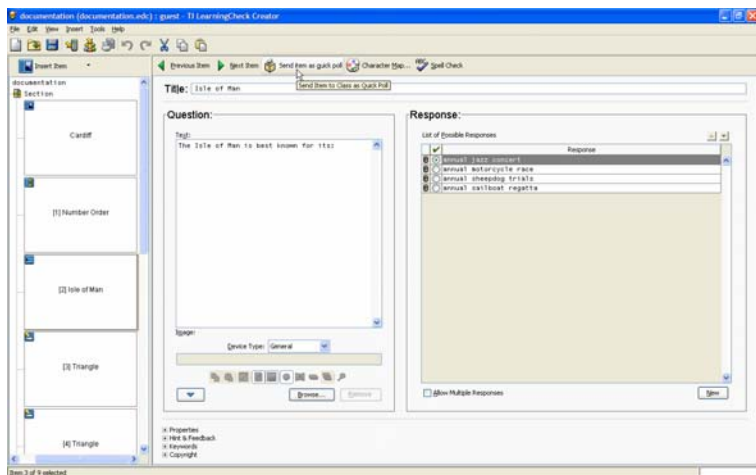 documentation (documentation.edc) : guest - TI LearningCheck Creator
File Edit View Insert Tools Help
Insert Item
Previous Item Next Item Send item as quick poll Character Map... Spell Check
Send Item to Class as Quick Poll
documentation
Section
Cardiff
[1] Number Order
[2] Isle of Man
[3] Triangle
[4] Triangle
Title: Isle of Man
Question:
Text:
The Isle of Man is best known for its:
Image:
Device Type: General
Browse... Remove
Response:
List of Possible Responses
Response
annual jazz concert
annual motorcycle race
annual sheepdog trials
annual sailboat regatta
Allow Multiple Responses
New
Properties
Hint & Feedback
Keywords
Copyright
Item 3 of 9 selected